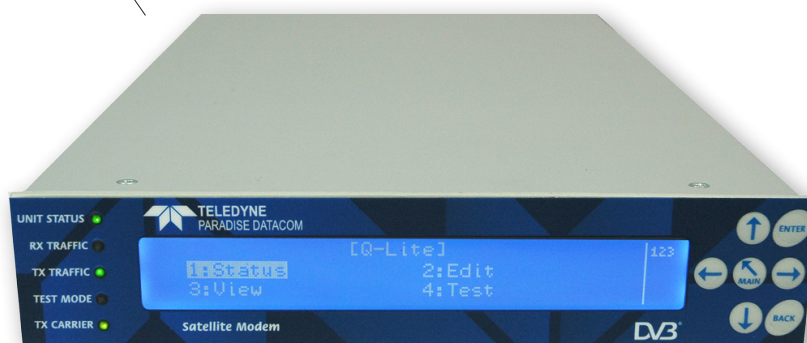 UNIT STATUS
RX TRAFFIC
TX TRAFFIC
TEST MODE
TX CARRIER
TELEDYNE
PARADISE DATACOM
[Q-Lite]
123
1:Status 2:Edit
3:View 4:Test
Satellite Modem
DVB
ENTER
MAIN
BACK